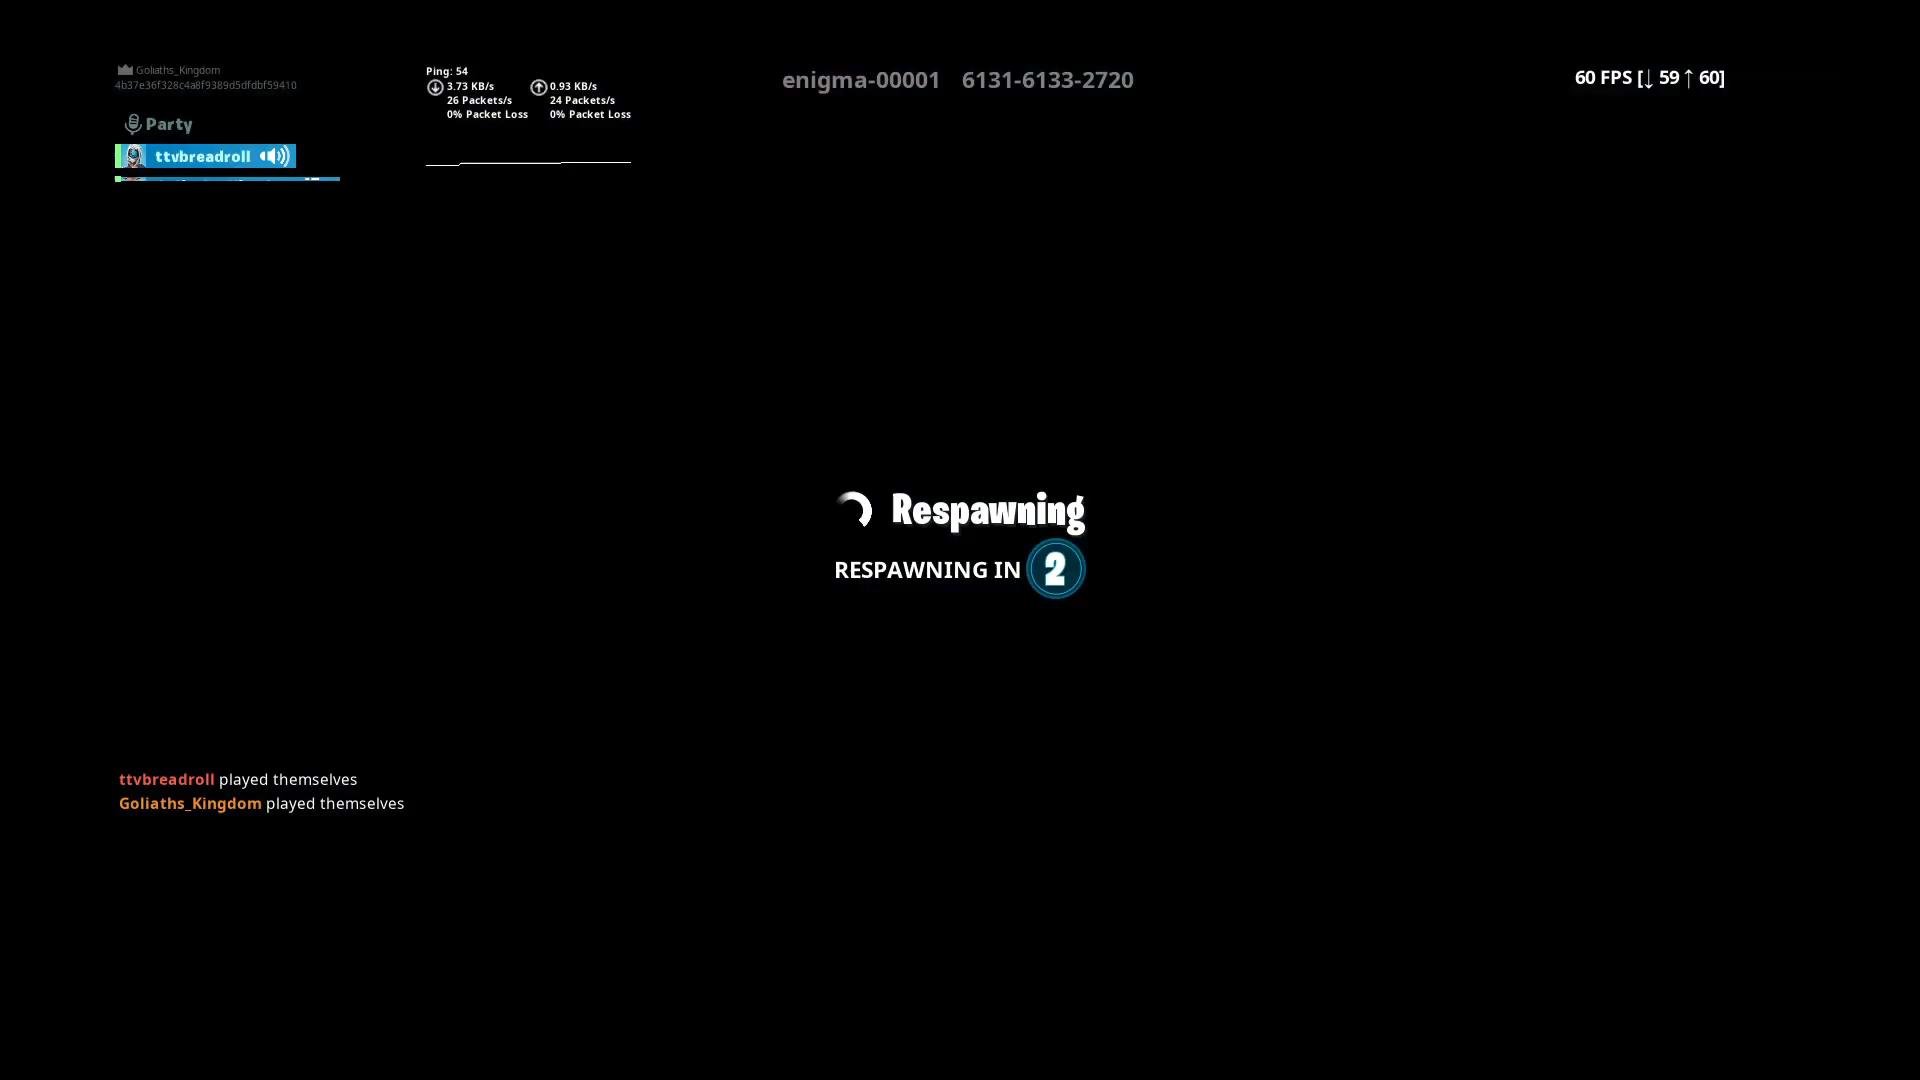 Goliaths_Kingdom
4b37e36f328c4a8f9389d5dfdbf59410
Party
ttvbreadroll
Ping: 54
3.73 KB/s
26 Packets/s
0% Packet Loss
0.93 KB/s
24 Packets/s
0% Packet Loss
enigma-00001 6131-6133-2720
60 FPS [↓ 59 ↑ 60]
Respawning
RESPAWNING IN 2
ttvbreadroll played themselves
Goliaths_Kingdom played themselves